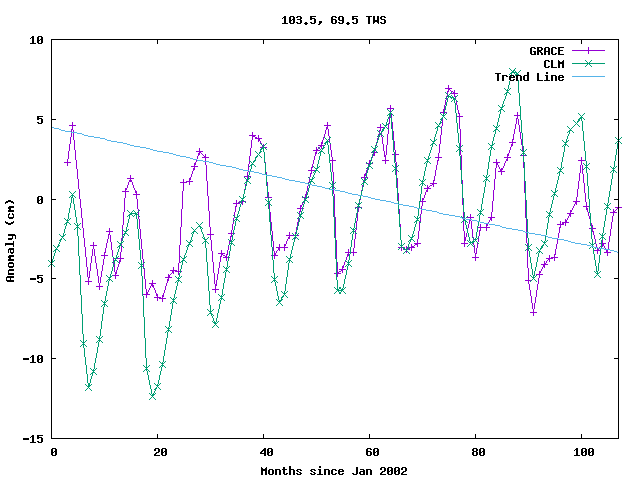 103.5, 69.5 TWS
GRACE
CLM
Trend Line
10
5
0
-5
-10
-15
Anomaly (cm)
0 20 40 60 80 100
Months since Jan 2002